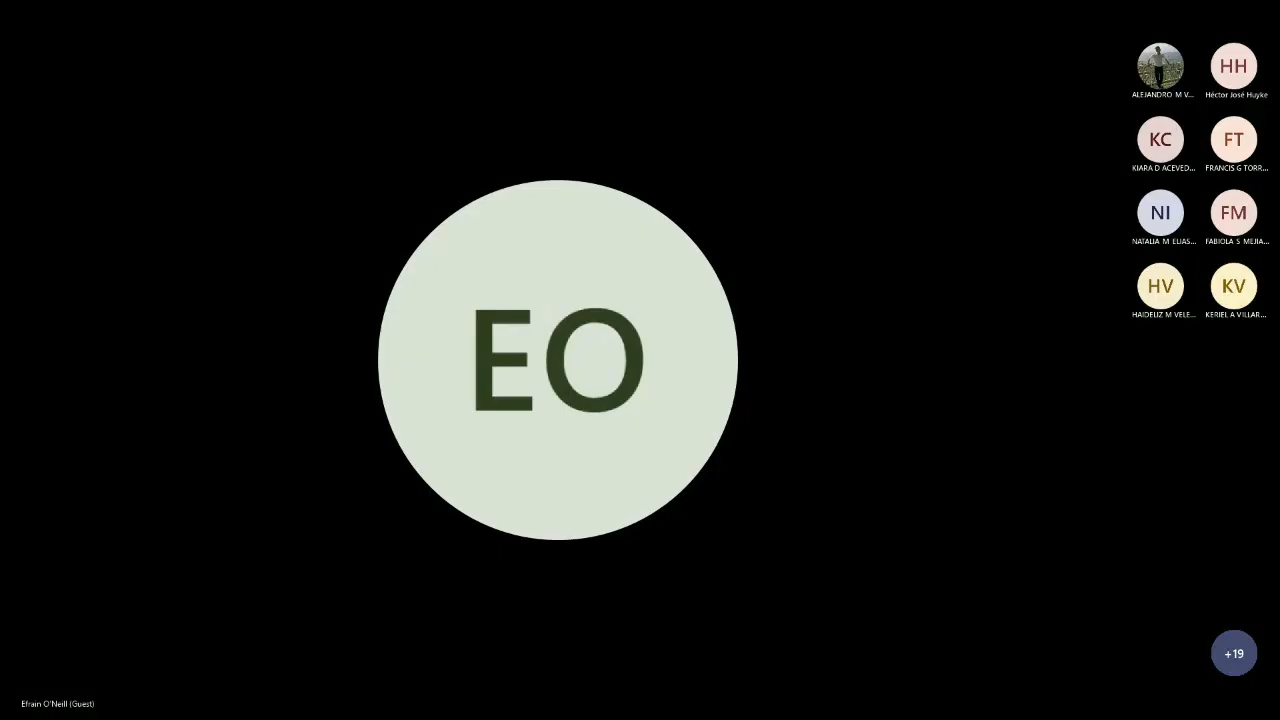 EO
ALEJANDRO M V...
HH
Héctor José Huyke
KC
KIARA D ACEVED...
FT
FRANCIS G TORR...
NI
NATALIA M ELIAS...
FM
FABIOLA S MEJIA...
HV
HAIDELIZ M VELE...
KV
KERIEL A VILLAR...
+19
Efrain O'Neill (Guest)